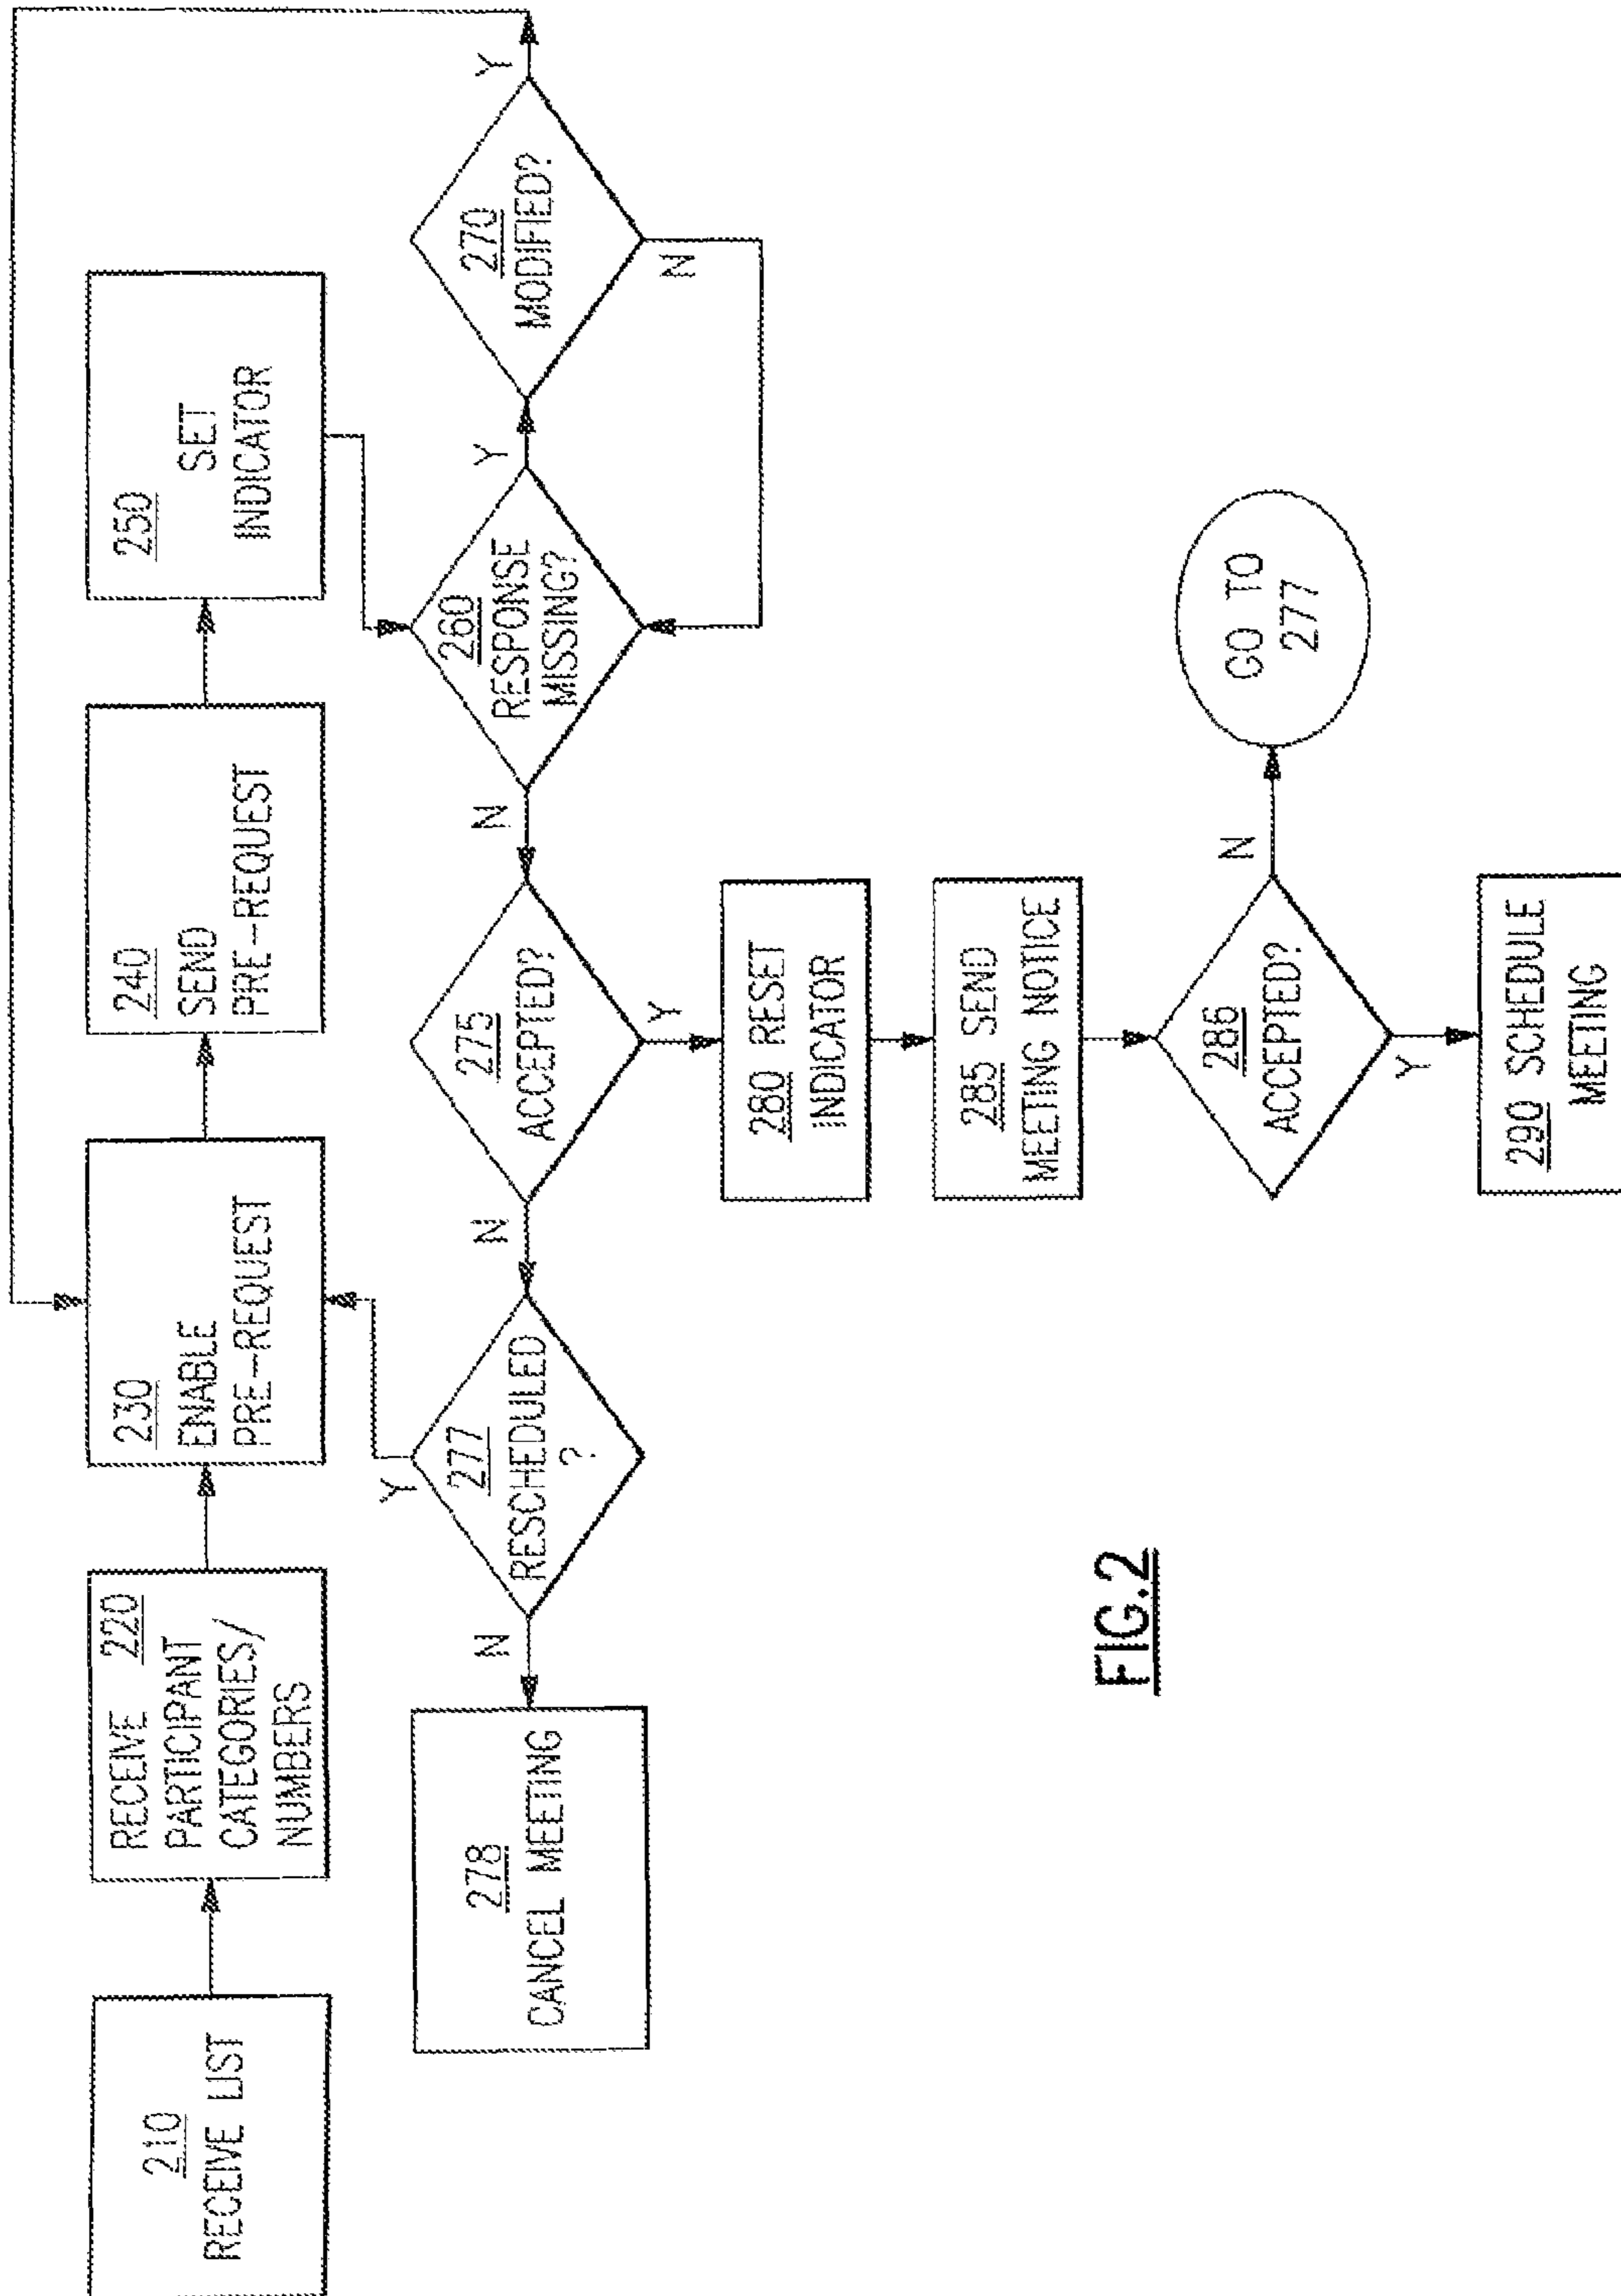 210
RECEIVE LIST
RECEIVE 220
PARTICIPANT
CATEGORIES/
NUMBERS
230
ENABLE
PRE-REQUEST
240
SEND
PRE-REQUEST
250
SET
INDICATOR
278
CANCEL MEETING
N
277
RESCHEDULED
?
Y
N
275
ACCEPTED?
Y
N
260
RESPONSE
MISSING?
Y
270
MODIFIED?
Y
N
280 RESET
INDICATOR
285 SEND
MEETING NOTICE
286
ACCEPTED?
N
GO TO
277
Y
290 SCHEDULE
MEETING
FIG.2